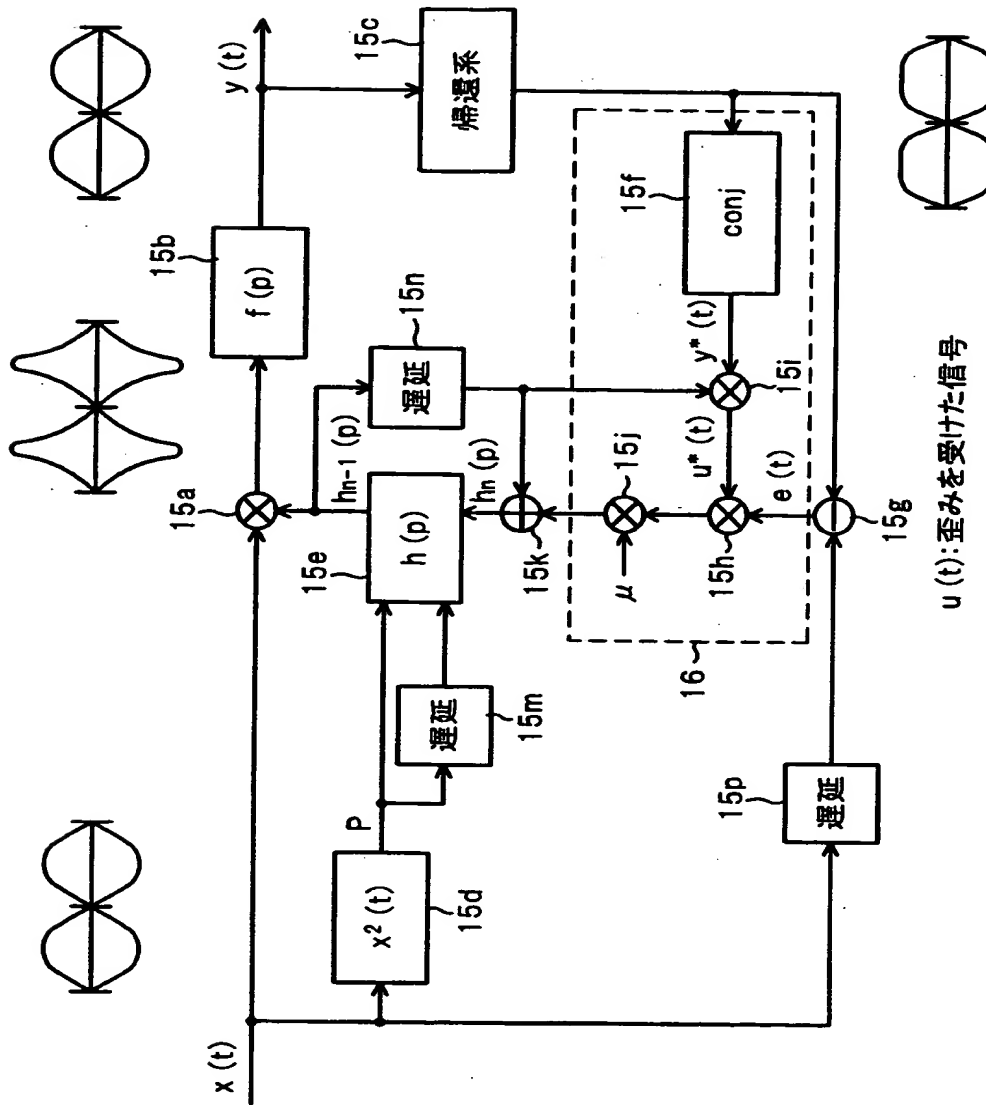 x(t)
15a
15b
f(p)
y(t)
15c
帰還系
hn-1(p)
15n
遅延
15e
h(p)
hn(p)
P
x²(t)
15d
遅延
15m
15k
15j
μ
15h
u*(t)
15i
y*(t)
15f
conj
e(t)
16
15g
15p
遅延
u(t):歪みを受けた信号